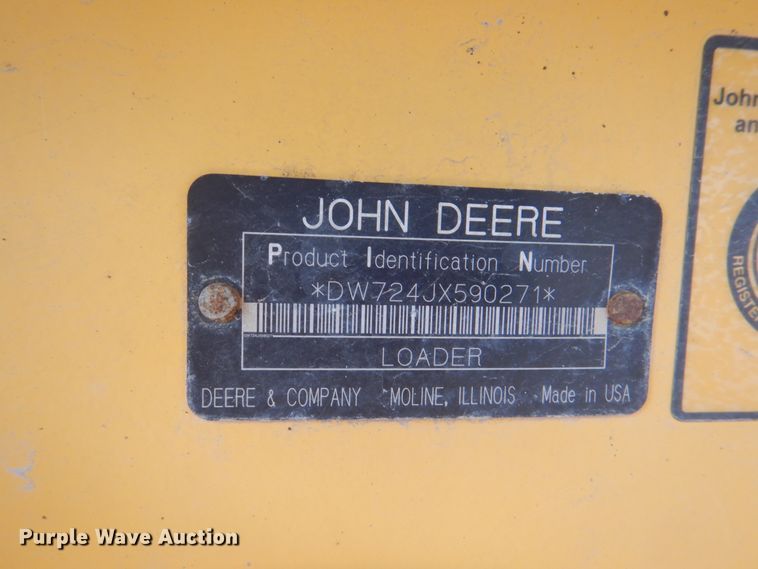 JOHN DEERE
Product Identification Number
*DW724JX590271*
LOADER
DEERE & COMPANY MOLINE, ILLINOIS Made in USA
John
an
REGISTE
Purple Wave Auction